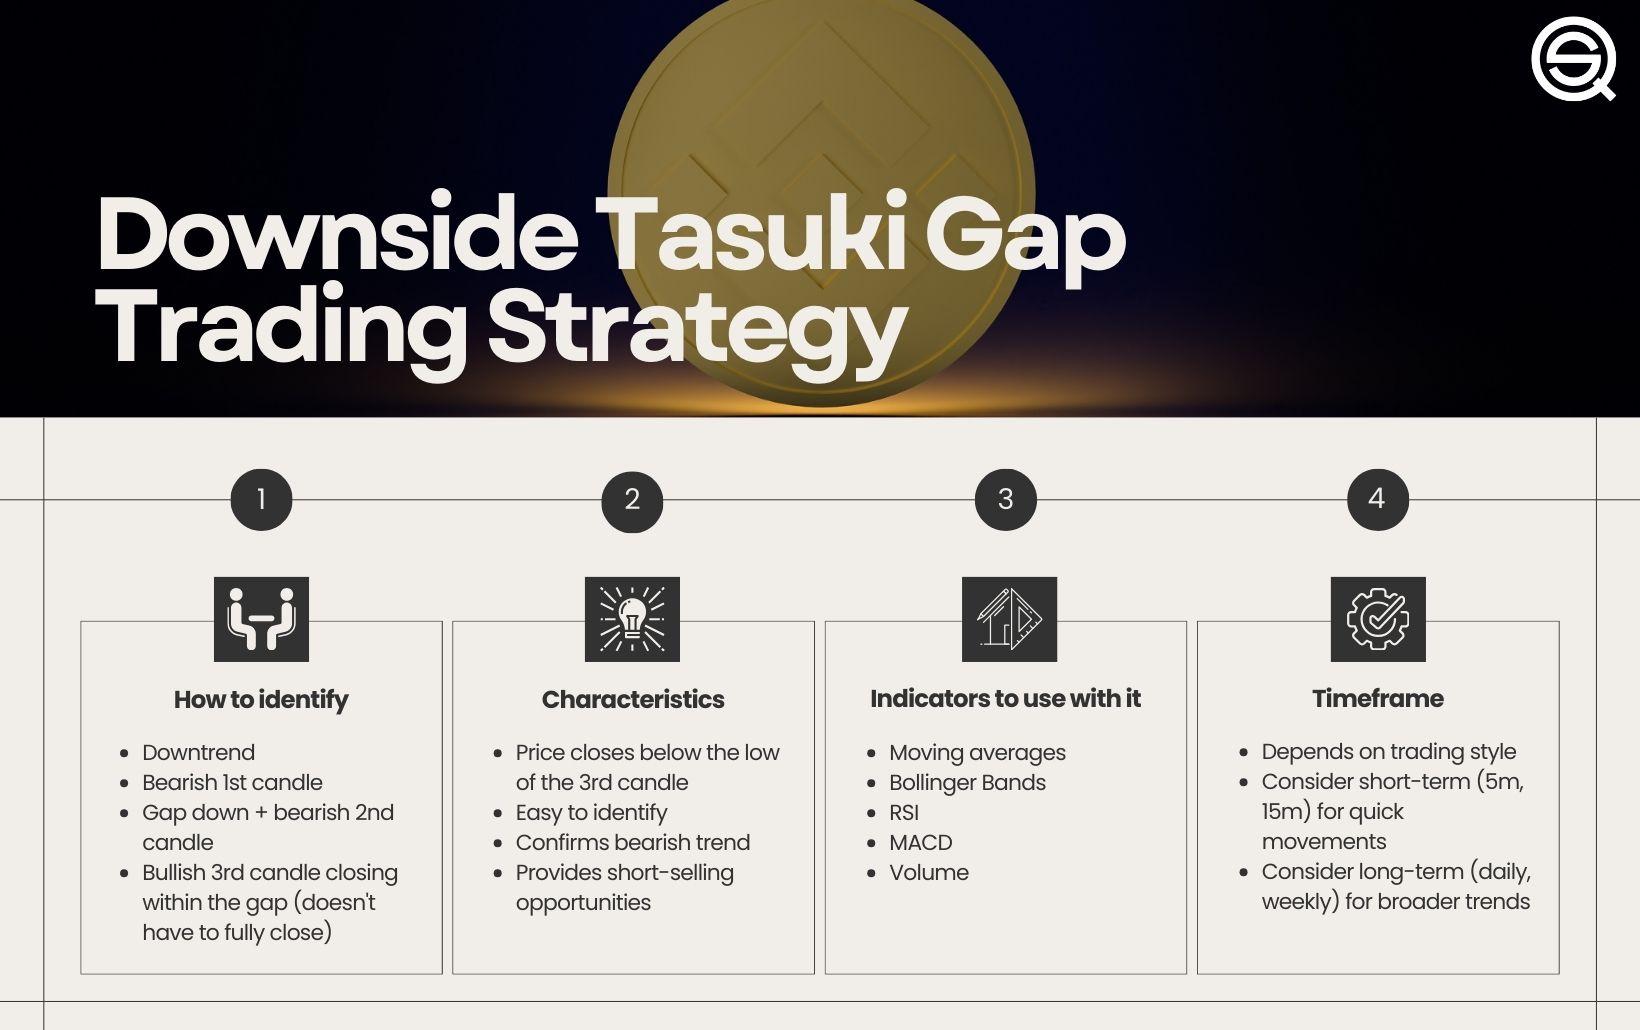 Downside Tasuki Gap
Trading Strategy
1
2
3
4
How to identify
• Downtrend
• Bearish 1st candle
• Gap down + bearish 2nd
candle
• Bullish 3rd candle closing
within the gap (doesn't
have to fully close)
Characteristics
• Price closes below the low
of the 3rd candle
• Easy to identify
• Confirms bearish trend
• Provides short-selling
opportunities
Indicators to use with it
• Moving averages
• Bollinger Bands
• RSI
• MACD
• Volume
Timeframe
• Depends on trading style
• Consider short-term (5m,
15m) for quick
movements
• Consider long-term (daily,
weekly) for broader trends